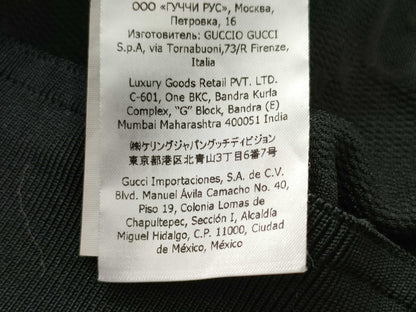 ООО «ГУЧЧИ РУС», Москва,
Петровка, 16
Изготовитель: GUCCIO GUCCI
S.p.A, via Tornabuoni,73/R Firenze,
Italia
Luxury Goods Retail PVT. LTD.
C-601, One BKC, Bandra Kurla
Complex, "G" Block, Bandra (E)
Mumbai Maharashtra 400051 India
㈱ケリングジャパングッチディビジョン
東京都港区北青山3丁目6番7号
Gucci Importaciones, S.A. de C.V.
Blvd. Manuel Ávila Camacho No. 40,
Piso 19, Colonia Lomas de
Chapultepec, Sección I, Alcaldía
Miguel Hidalgo, C.P. 11000, Ciudad
de México, México